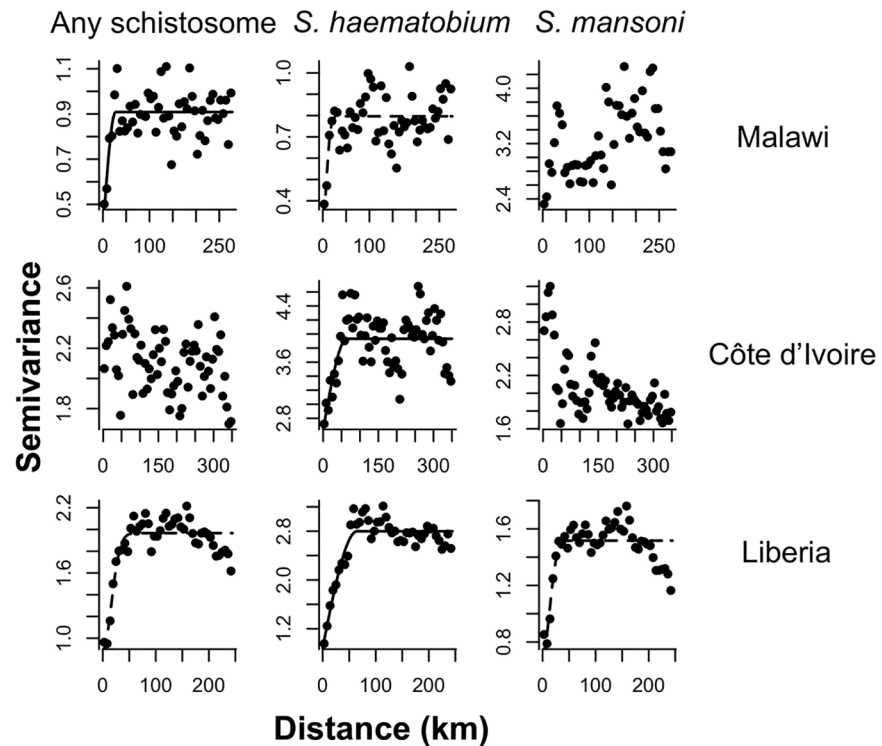 Any schistosome S. haematobium S. mansoni
1.1
0.9
0.7
0.5
0 100 250
1.0
0.7
0.4
0 100 250
4.0
3.2
2.4
0 100 250
Malawi
2.6
2.2
1.8
0 150 300
4.4
3.6
2.8
0 150 300
2.8
2.2
1.6
0 150 300
Côte d’Ivoire
2.2
1.6
1.0
0 100 200
2.8
2.0
1.2
0 100 200
1.6
1.2
0.8
0 100 200
Liberia
Semivariance
Distance (km)